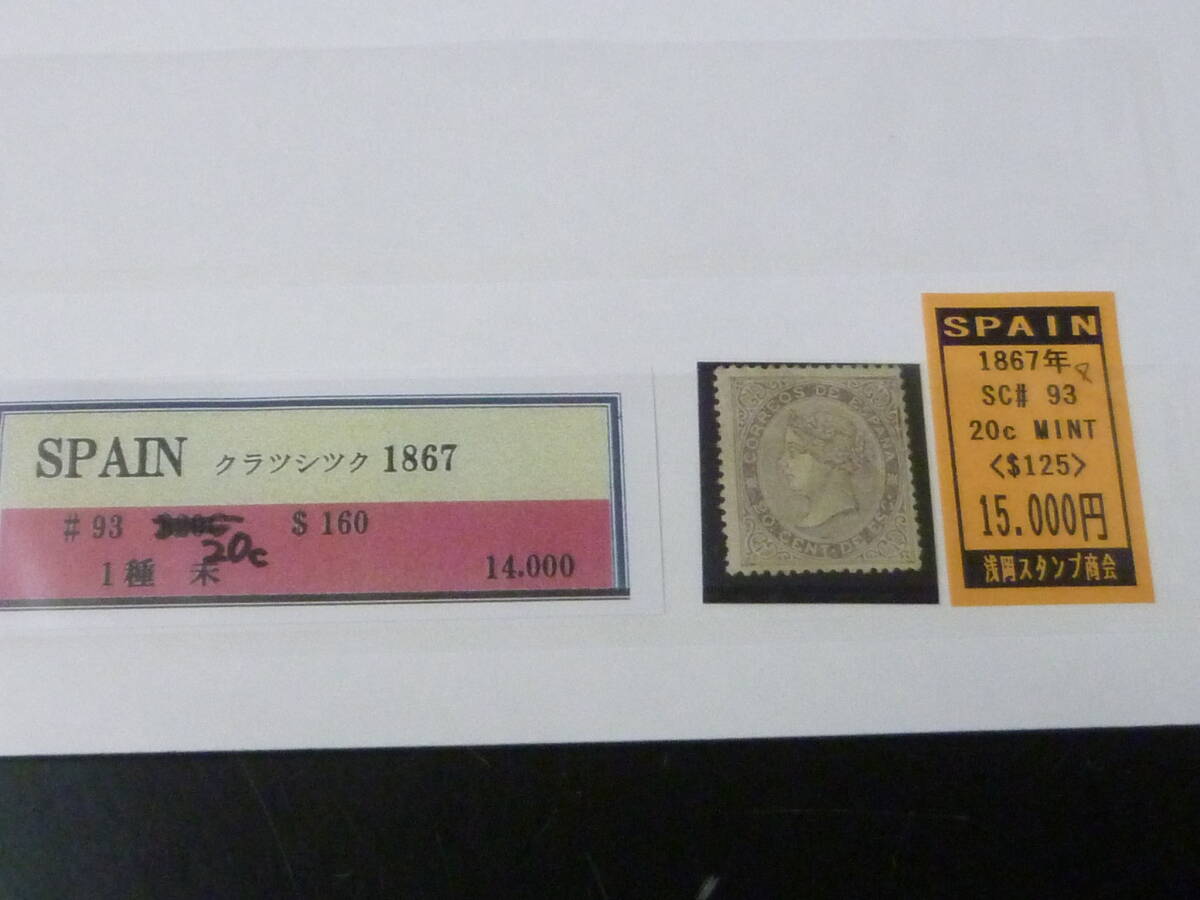 SPAIN クラツシツク 1867
# 93 20c $ 160
1 種 未 14.000
CORREOS DE ESPAÑA
20 CENT. DE ESC.
SPAIN
1867年
SC# 93
20c MINT
<$125>
15.000円
浅岡スタンプ商会